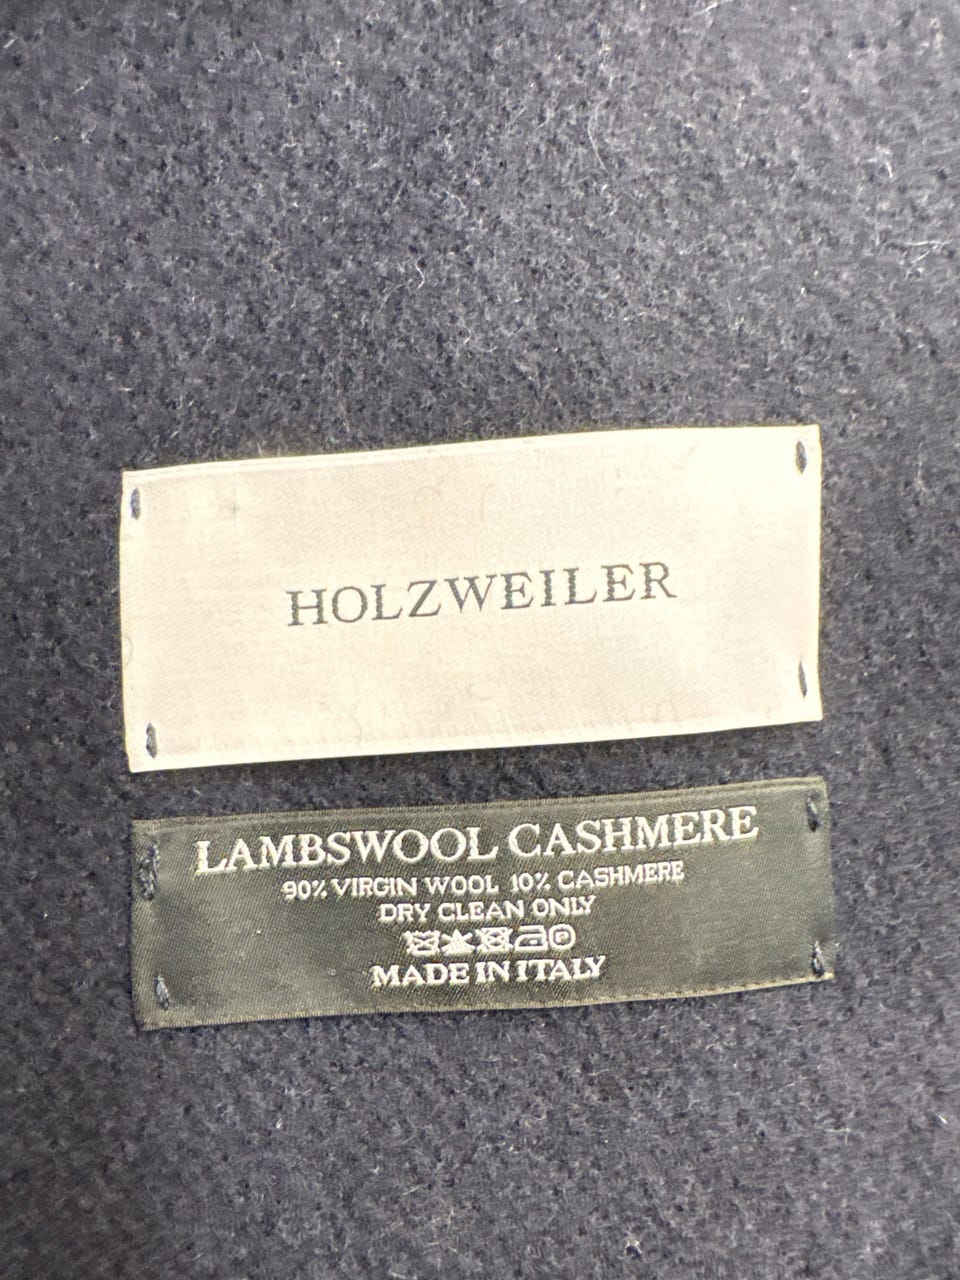 HOLZWEILER
LAMBSWOOL CASHMERE
90% VIRGIN WOOL 10% CASHMERE
DRY CLEAN ONLY
P
MADE IN ITALY